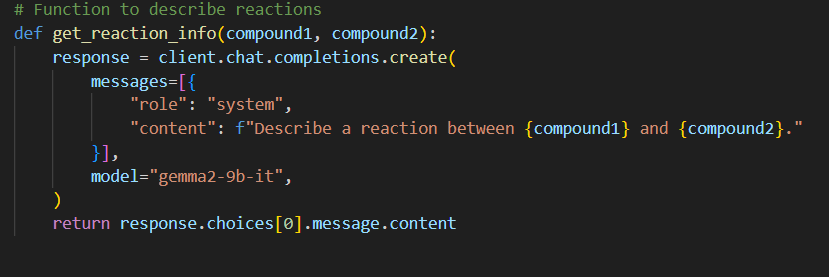 # Function to describe reactions
def get_reaction_info(compound1, compound2):
    response = client.chat.completions.create(
        messages=[{
            "role": "system",
            "content": f"Describe a reaction between {compound1} and {compound2}."
        }],
        model="gemma2-9b-it",
    )
    return response.choices[0].message.content